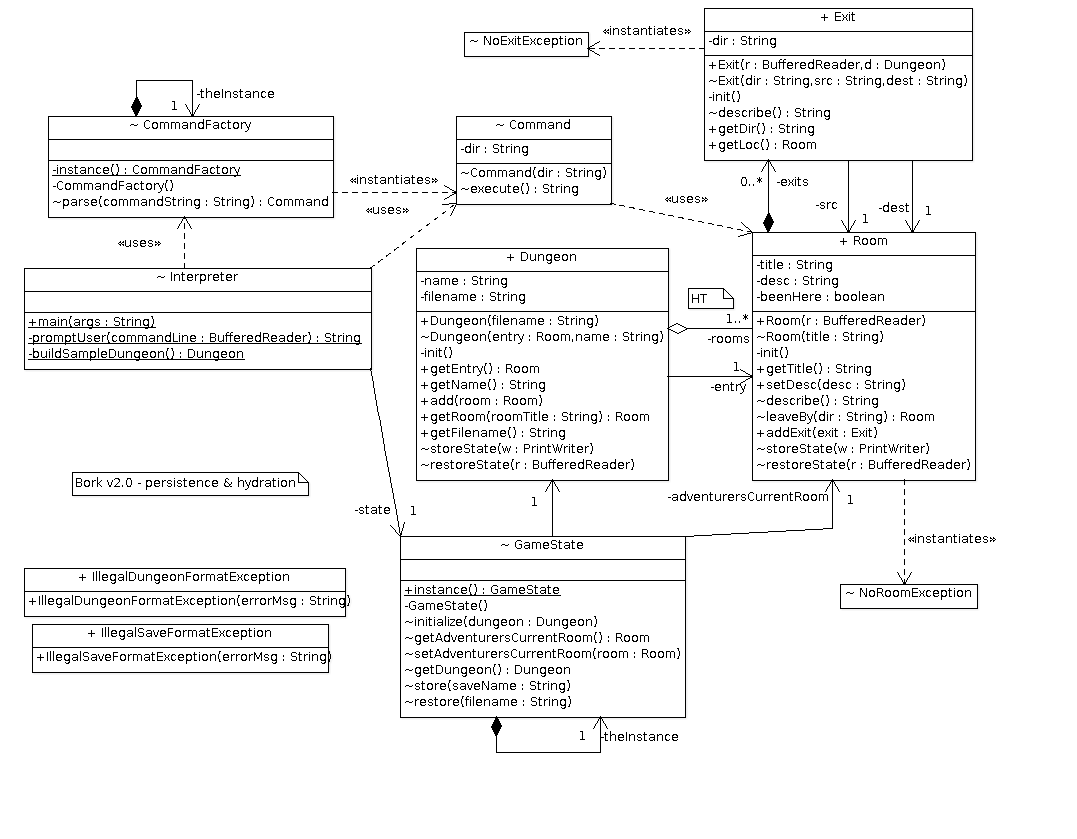 + Exit
-dir : String
+Exit(r : BufferedReader,d : Dungeon)
~Exit(dir : String,src : String,dest : String)
-init()
~describe() : String
+getDir() : String
+getLoc() : Room
«instantiates»
~ NoExitException
-theInstance
1
~ CommandFactory
-instance() : CommandFactory
-CommandFactory()
~parse(commandString : String) : Command
«instantiates»
~ Command
-dir : String
~Command(dir : String)
~execute() : String
«uses»
«uses»
«uses»
0..*
-exits
-src
1
-dest
1
~ Interpreter
+main(args : String)
-promptUser(commandLine : BufferedReader) : String
-buildSampleDungeon() : Dungeon
+ Dungeon
-name : String
-filename : String
+Dungeon(filename : String)
~Dungeon(entry : Room,name : String)
-init()
+getEntry() : Room
+getName() : String
+add(room : Room)
+getRoom(roomTitle : String) : Room
+getFilename() : String
~storeState(w : PrintWriter)
~restoreState(r : BufferedReader)
HT
1..*
-rooms
1
-entry
+ Room
-title : String
-desc : String
-beenHere : boolean
+Room(r : BufferedReader)
~Room(title : String)
-init()
+getTitle() : String
+setDesc(desc : String)
~describe() : String
~leaveBy(dir : String) : Room
+addExit(exit : Exit)
~storeState(w : PrintWriter)
~restoreState(r : BufferedReader)
Bork v2.0 - persistence & hydration
-state
1
1
-adventurersCurrentRoom
1
«instantiates»
~ NoRoomException
~ GameState
+instance() : GameState
-GameState()
~initialize(dungeon : Dungeon)
~getAdventurersCurrentRoom() : Room
~setAdventurersCurrentRoom(room : Room)
~getDungeon() : Dungeon
~store(saveName : String)
~restore(filename : String)
1
-theInstance
+ IllegalDungeonFormatException
+IllegalDungeonFormatException(errorMsg : String)
+ IllegalSaveFormatException
+IllegalSaveFormatException(errorMsg : String)